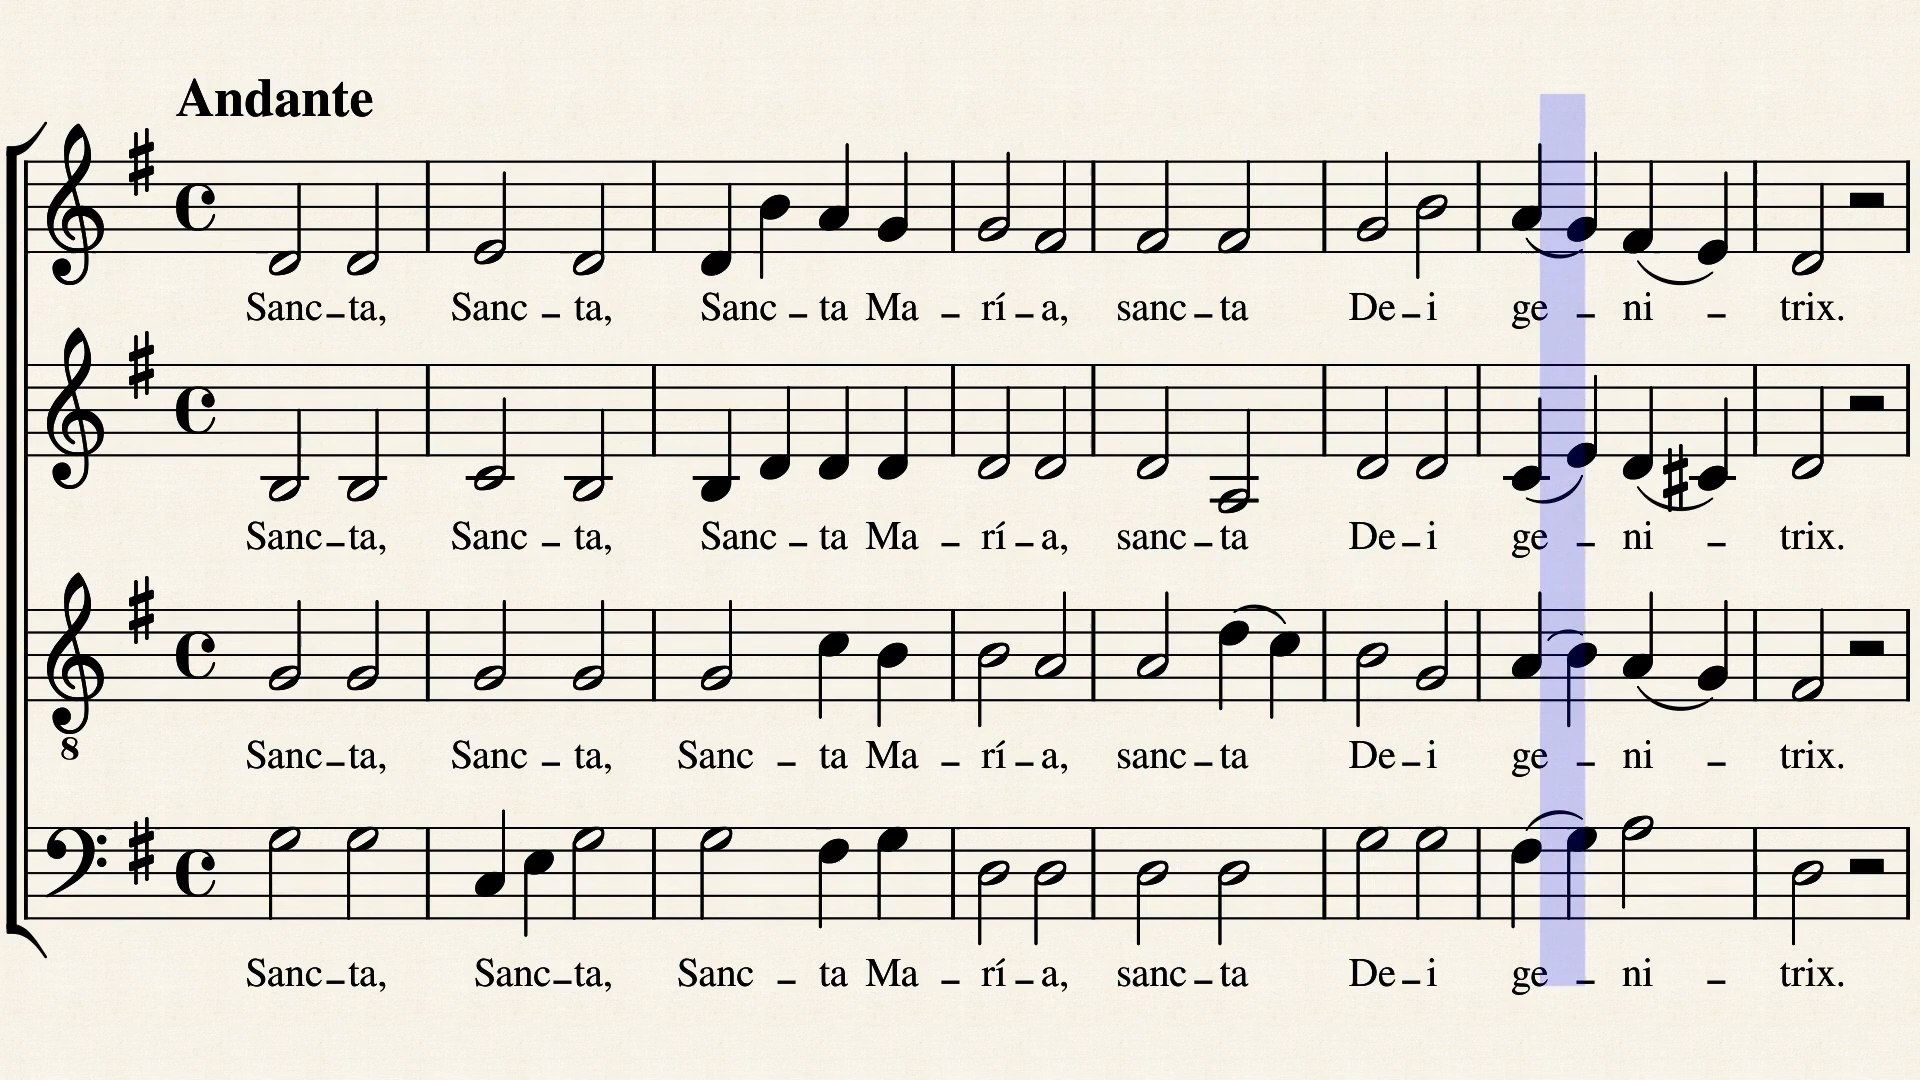 Andante
Sanc–ta, Sanc – ta, Sanc – ta Ma – rí – a, sanc – ta De – i ge – ni – trix.
Sanc–ta, Sanc – ta, Sanc – ta Ma – rí – a, sanc – ta De – i ge – ni – trix.
8
Sanc–ta, Sanc – ta, Sanc – ta Ma – rí – a, sanc – ta De – i ge – ni – trix.
Sanc–ta, Sanc–ta, Sanc – ta Ma – rí – a, sanc – ta De – i ge – ni – trix.